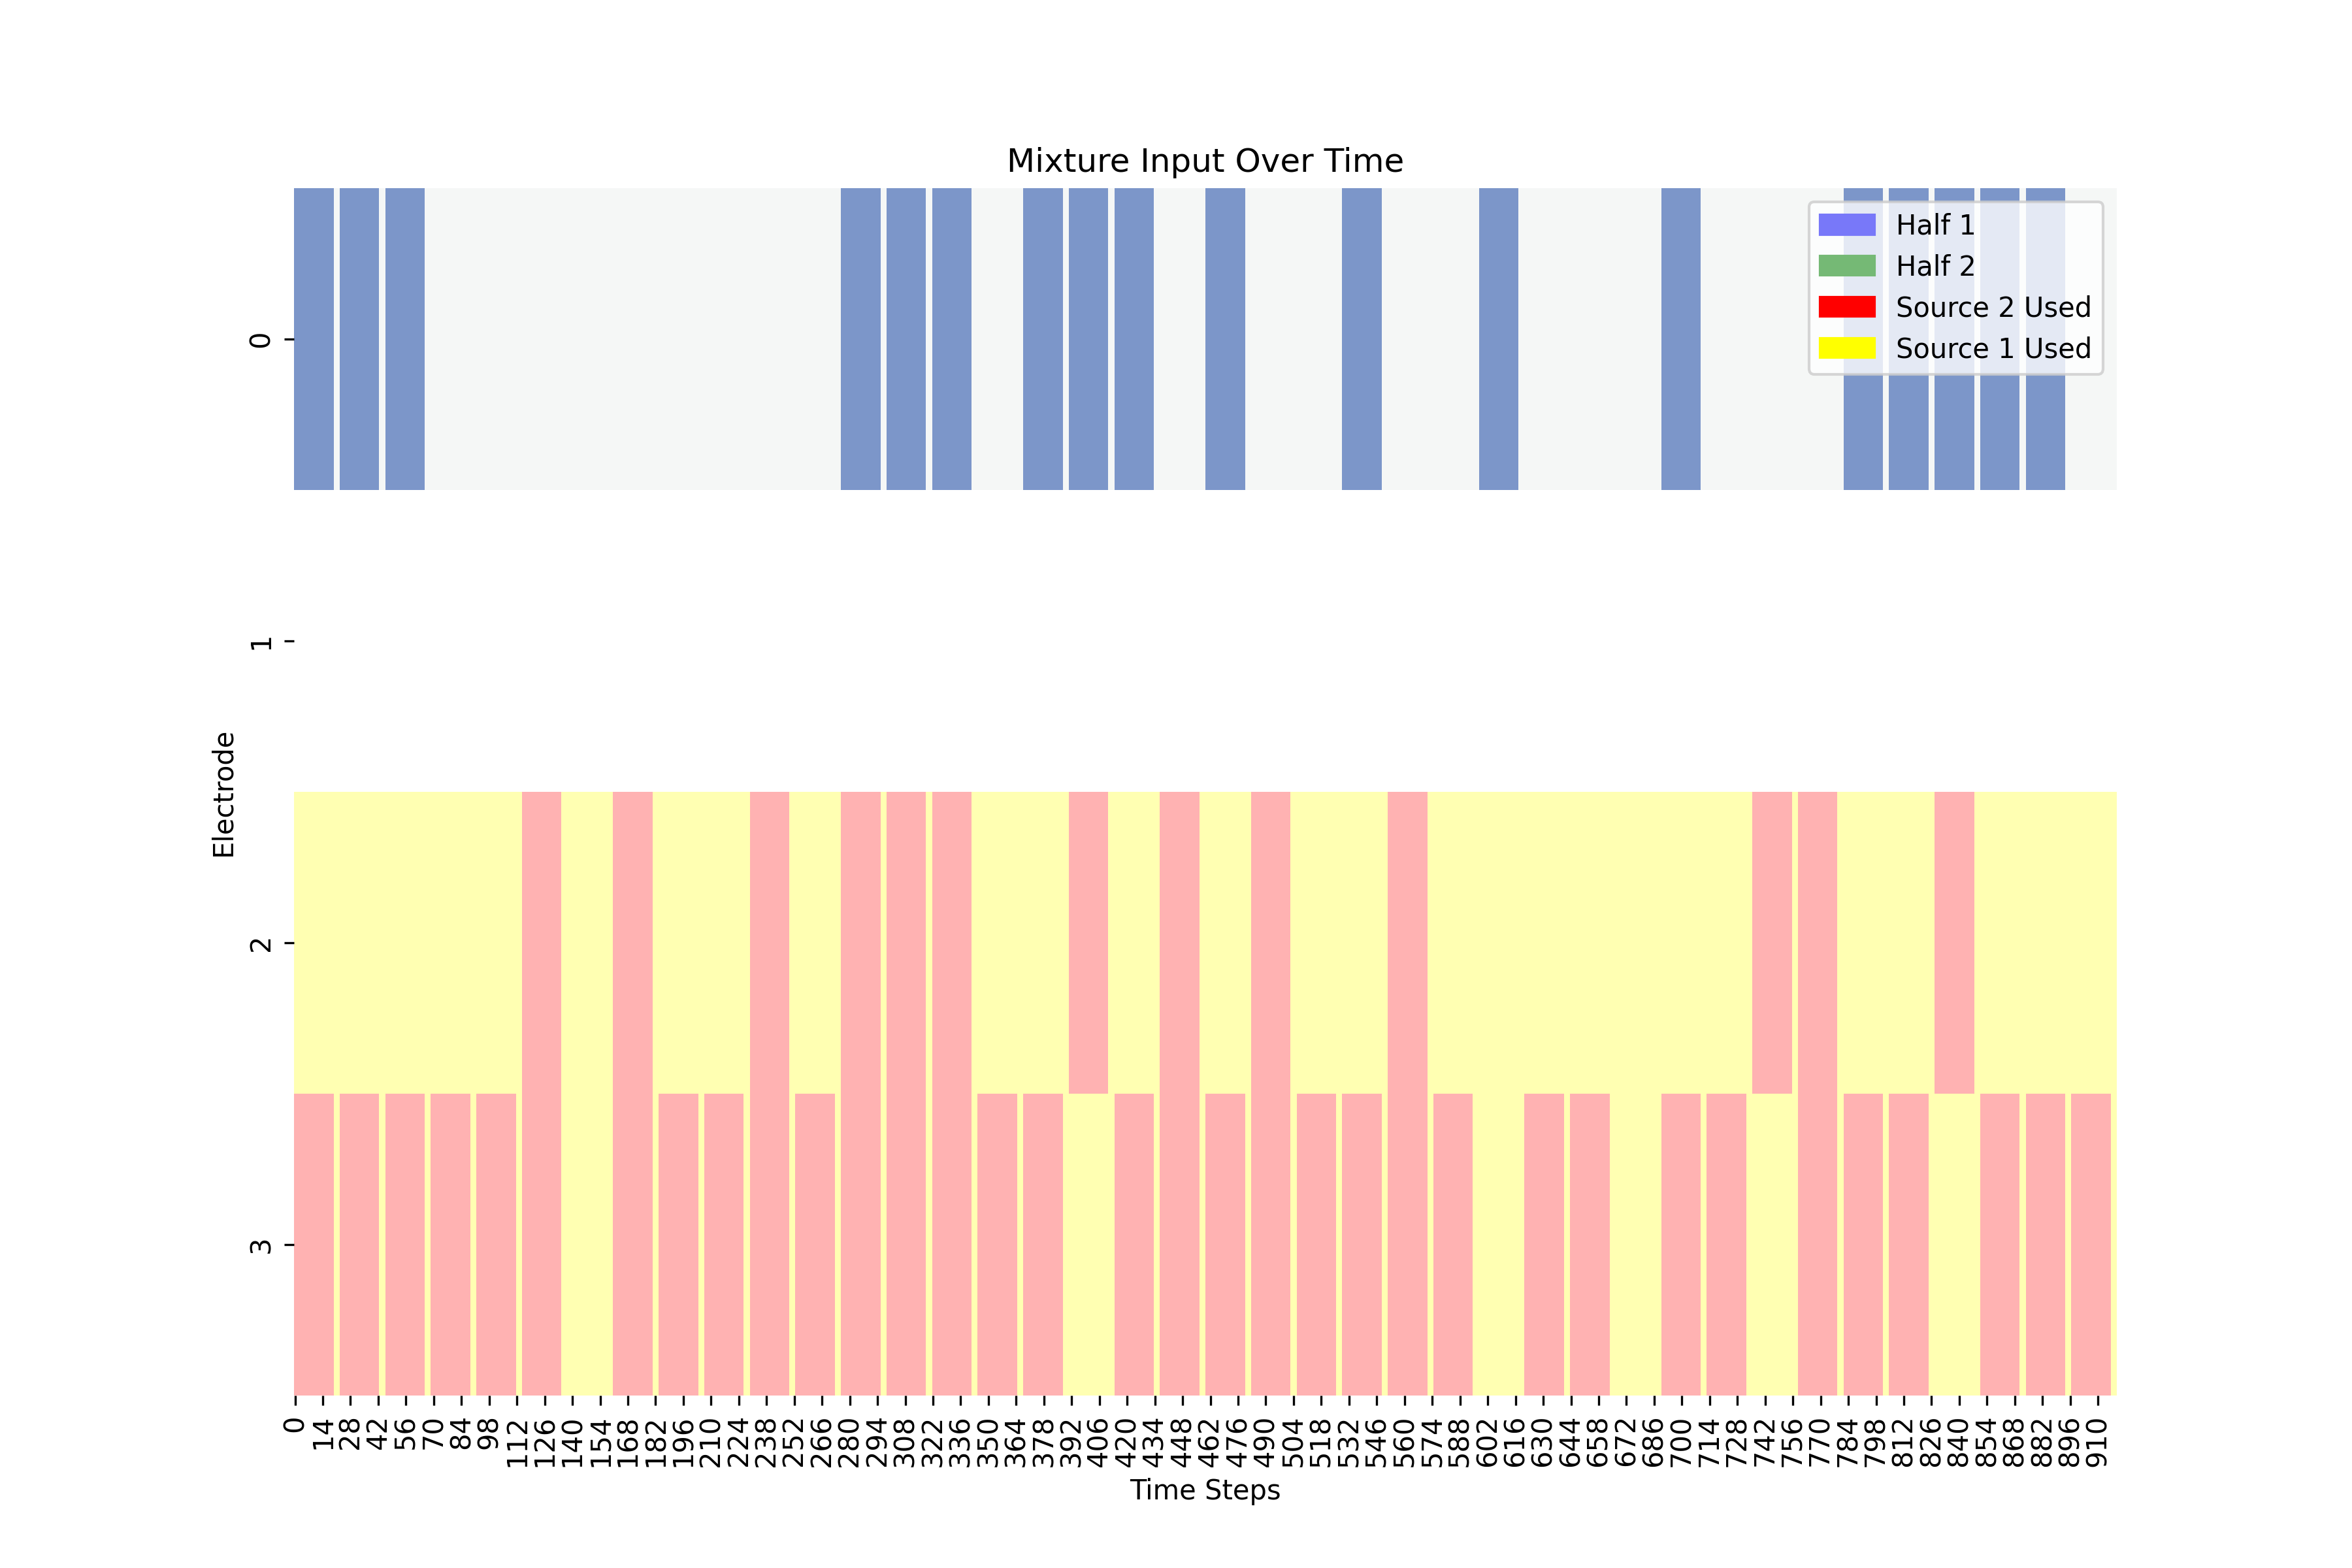 Mixture Input Over Time
Half 1
Half 2
Source 2 Used
Source 1 Used
Electrode
0
1
2
3
0 14 28 42 56 70 84 98 112 126 140 154 168 182 196 210 224 238 252 266 280 294 308 322 336 350 364 378 392 406 420 434 448 462 476 490 504 518 532 546 560 574 588 602 616 630 644 658 672 686 700 714 728 742 756 770 784 798 812 826 840 854 868 882 896 910
Time Steps